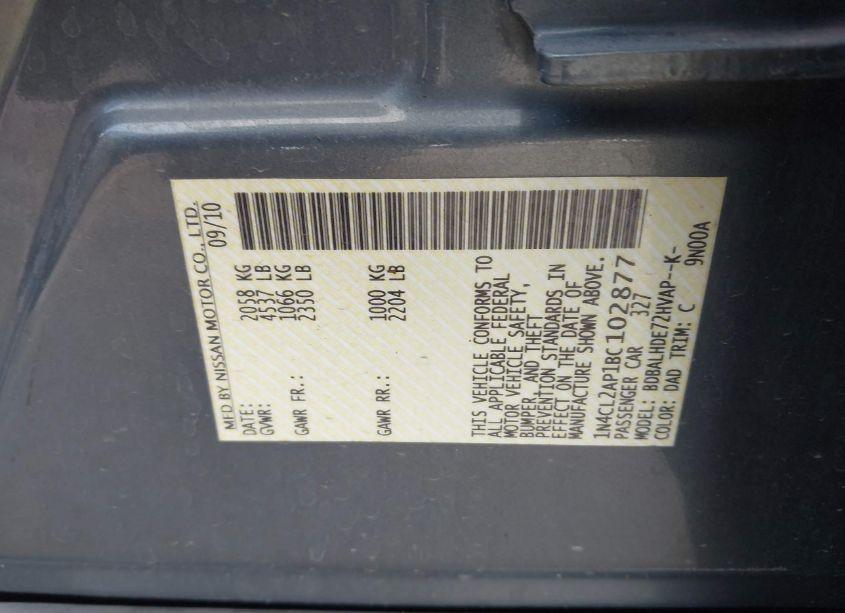 MFD BY NISSAN MOTOR CO., LTD.
DATE: 09/10
GVWR: 2058 KG
4537 LB
GAWR FR.: 1066 KG
2350 LB
GAWR RR.: 1000 KG
2204 LB
THIS VEHICLE CONFORMS TO
ALL APPLICABLE FEDERAL
MOTOR VEHICLE SAFETY,
BUMPER, AND THEFT
PREVENTION STANDARDS IN
EFFECT ON THE DATE OF
MANUFACTURE SHOWN ABOVE.
1N4CL2AP1BC102877
PASSENGER CAR 327
MODEL: BDBALHDE72HVAP--K-
COLOR: DAD TRIM: C 9N00A